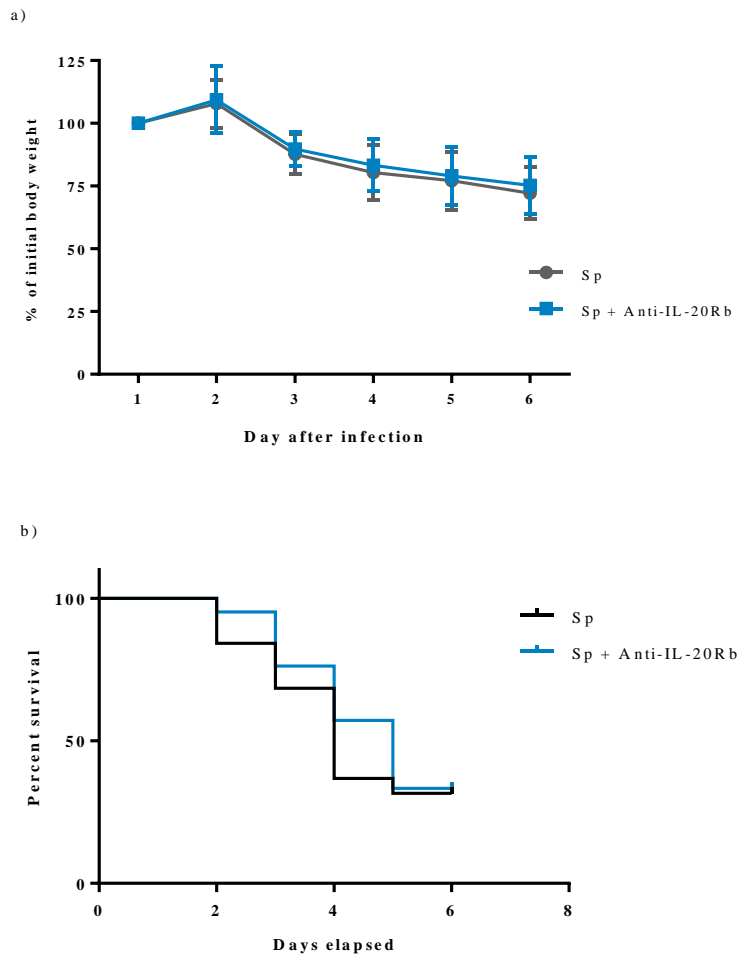 a)
125
100
75
50
25
0
% of initial body weight
1 2 3 4 5 6
Day after infection
Sp
Sp + Anti-IL-20Rb
b)
100
50
0
Percent survival
0 2 4 6 8
Days elapsed
Sp
Sp + Anti-IL-20Rb